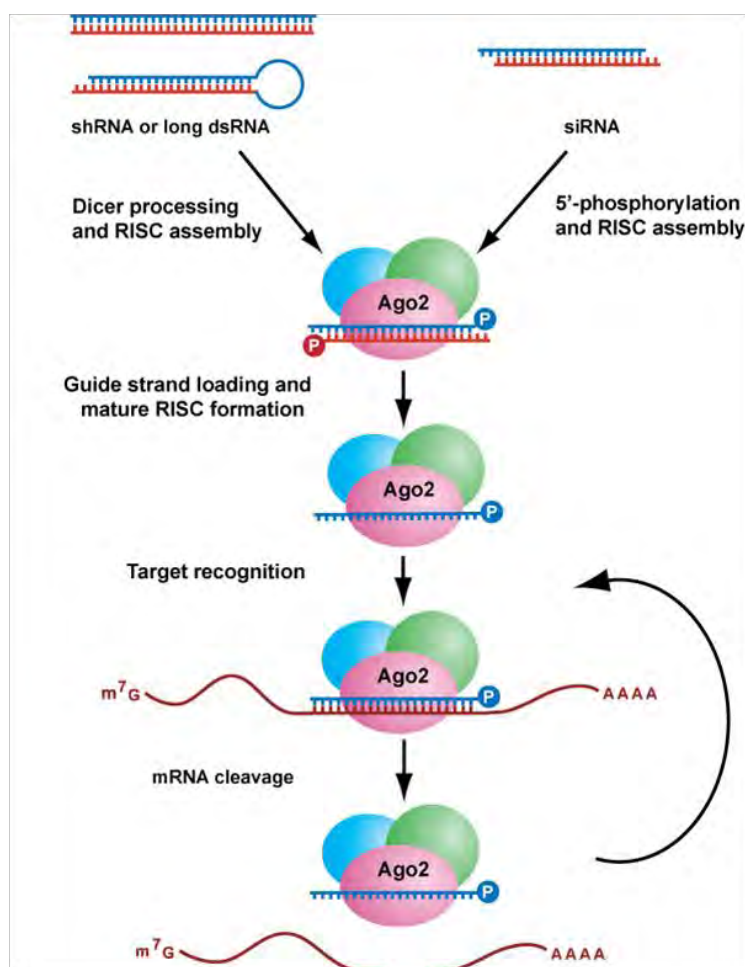 shRNA or long dsRNA
siRNA
Dicer processing
and RISC assembly
5'-phosphorylation
and RISC assembly
Ago2
P
P
Guide strand loading and
mature RISC formation
Ago2
P
Target recognition
Ago2
P
m7G
AAAA
mRNA cleavage
Ago2
P
m7G
AAAA